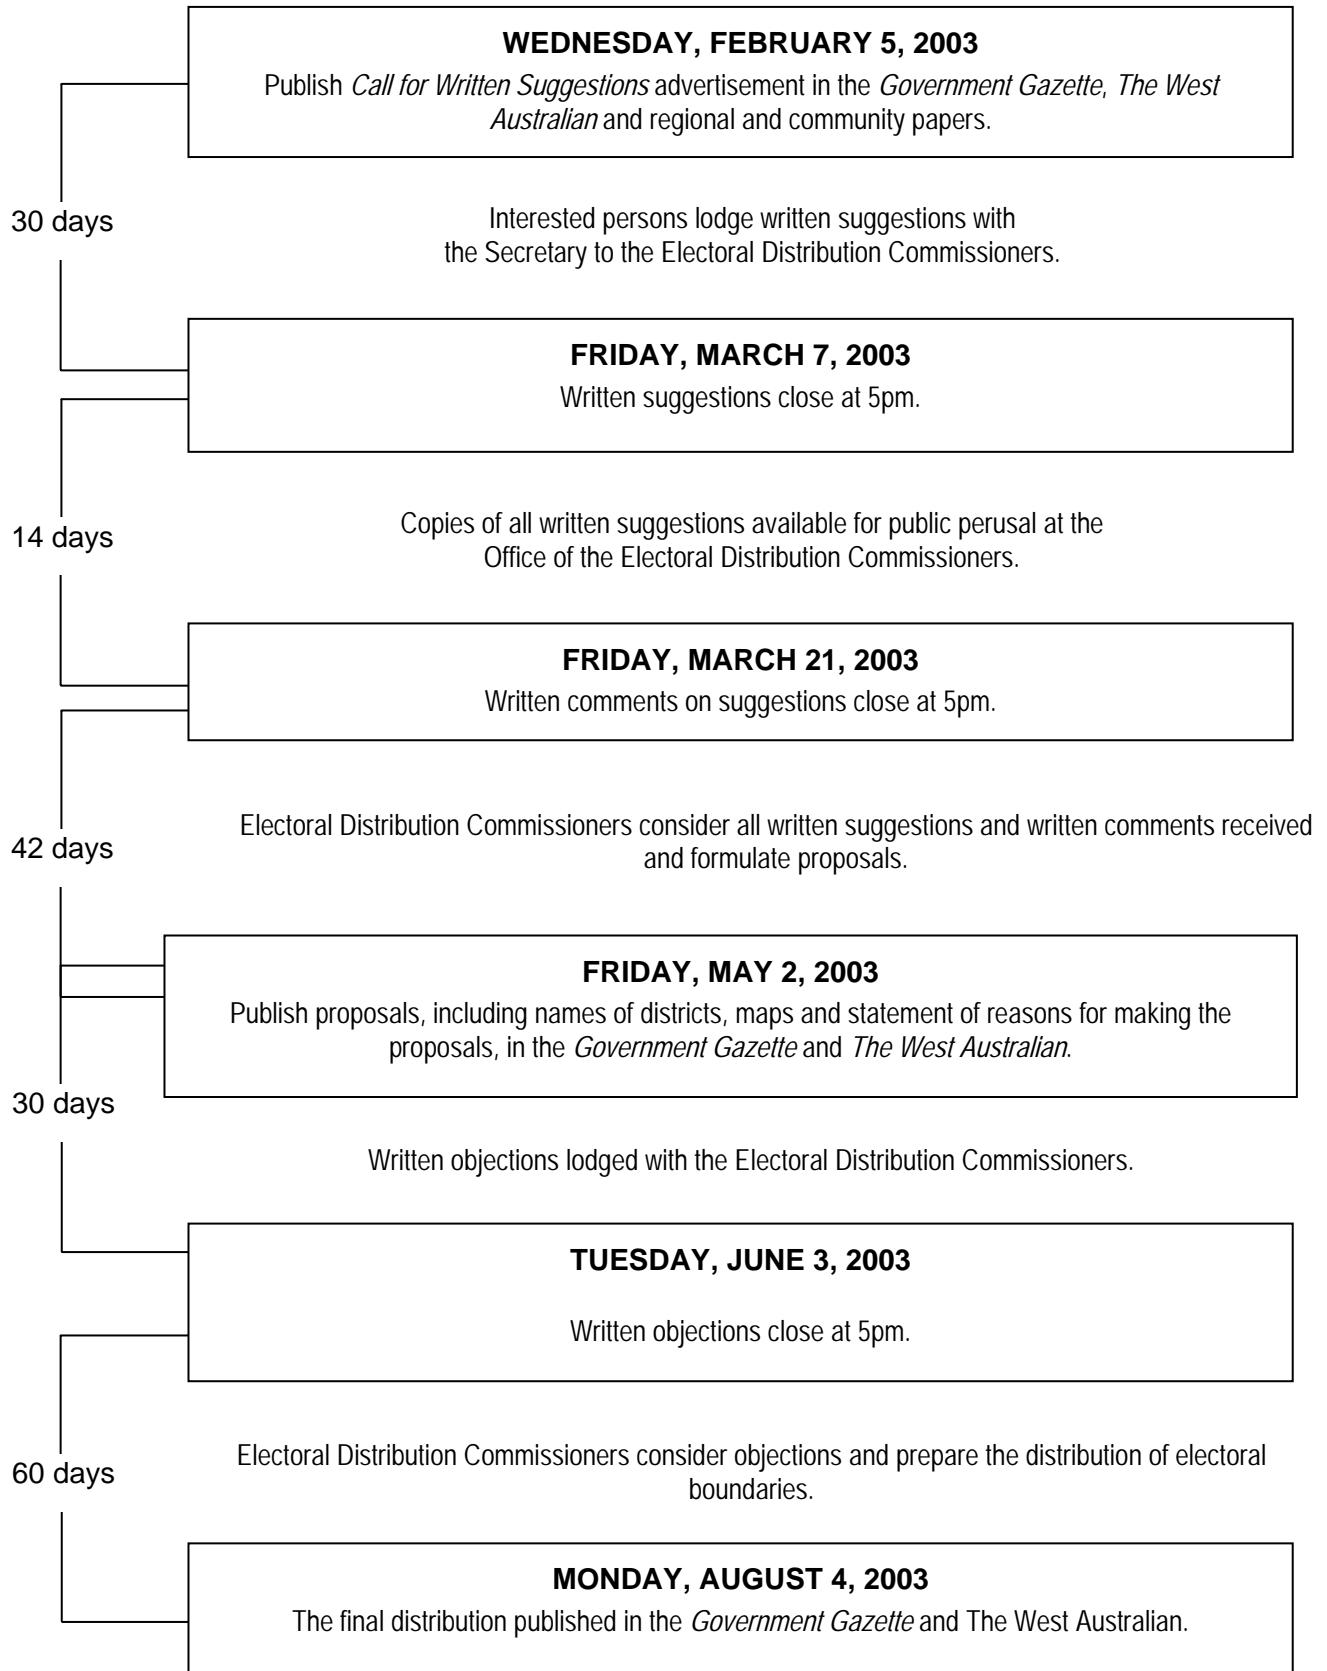 WEDNESDAY, FEBRUARY 5, 2003
Publish Call for Written Suggestions advertisement in the Government Gazette, The West
Australian and regional and community papers.
30 days
Interested persons lodge written suggestions with
the Secretary to the Electoral Distribution Commissioners.
FRIDAY, MARCH 7, 2003
Written suggestions close at 5pm.
14 days
Copies of all written suggestions available for public perusal at the
Office of the Electoral Distribution Commissioners.
FRIDAY, MARCH 21, 2003
Written comments on suggestions close at 5pm.
42 days
Electoral Distribution Commissioners consider all written suggestions and written comments received
and formulate proposals.
FRIDAY, MAY 2, 2003
Publish proposals, including names of districts, maps and statement of reasons for making the
proposals, in the Government Gazette and The West Australian.
30 days
Written objections lodged with the Electoral Distribution Commissioners.
TUESDAY, JUNE 3, 2003
Written objections close at 5pm.
60 days
Electoral Distribution Commissioners consider objections and prepare the distribution of electoral
boundaries.
MONDAY, AUGUST 4, 2003
The final distribution published in the Government Gazette and The West Australian.